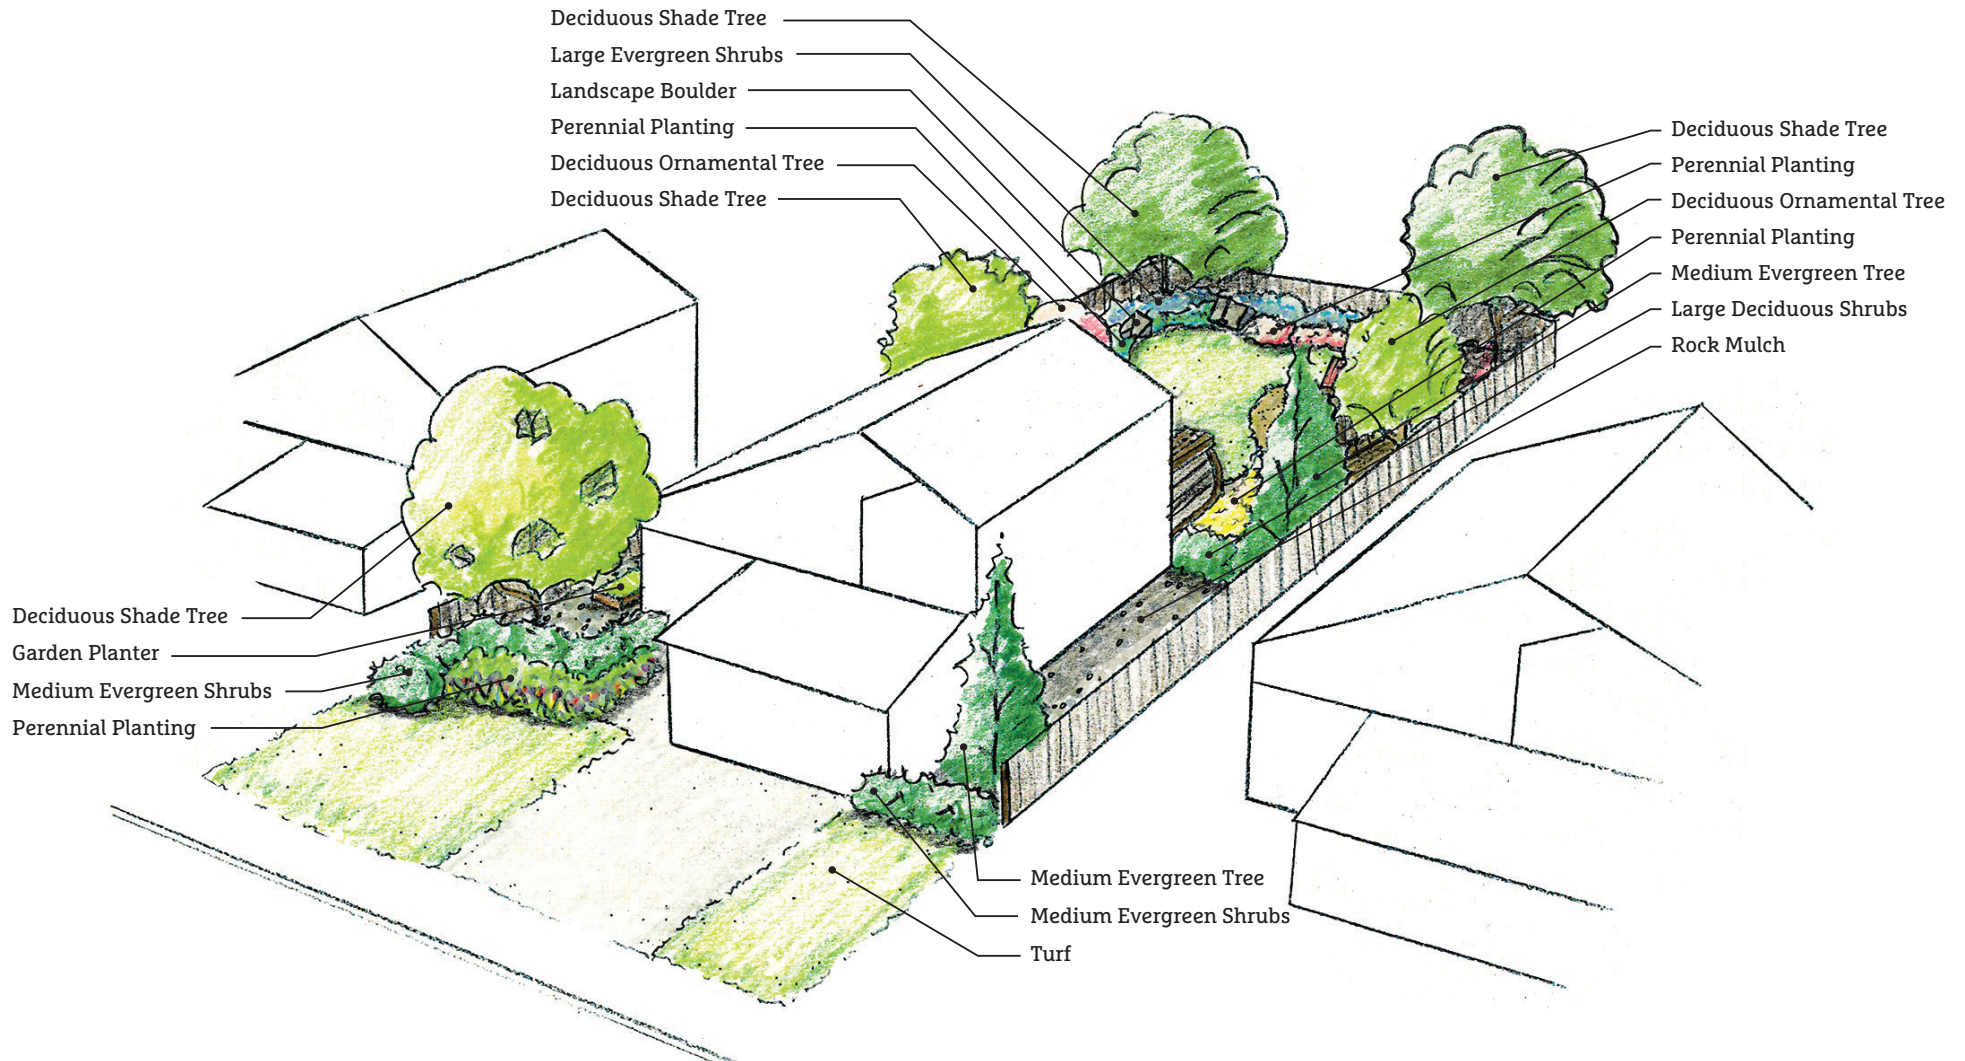 Deciduous Shade Tree
Large Evergreen Shrubs
Landscape Boulder
Perennial Planting
Deciduous Ornamental Tree
Deciduous Shade Tree
Deciduous Shade Tree
Perennial Planting
Deciduous Ornamental Tree
Perennial Planting
Medium Evergreen Tree
Large Deciduous Shrubs
Rock Mulch
Deciduous Shade Tree
Garden Planter
Medium Evergreen Shrubs
Perennial Planting
Medium Evergreen Tree
Medium Evergreen Shrubs
Turf